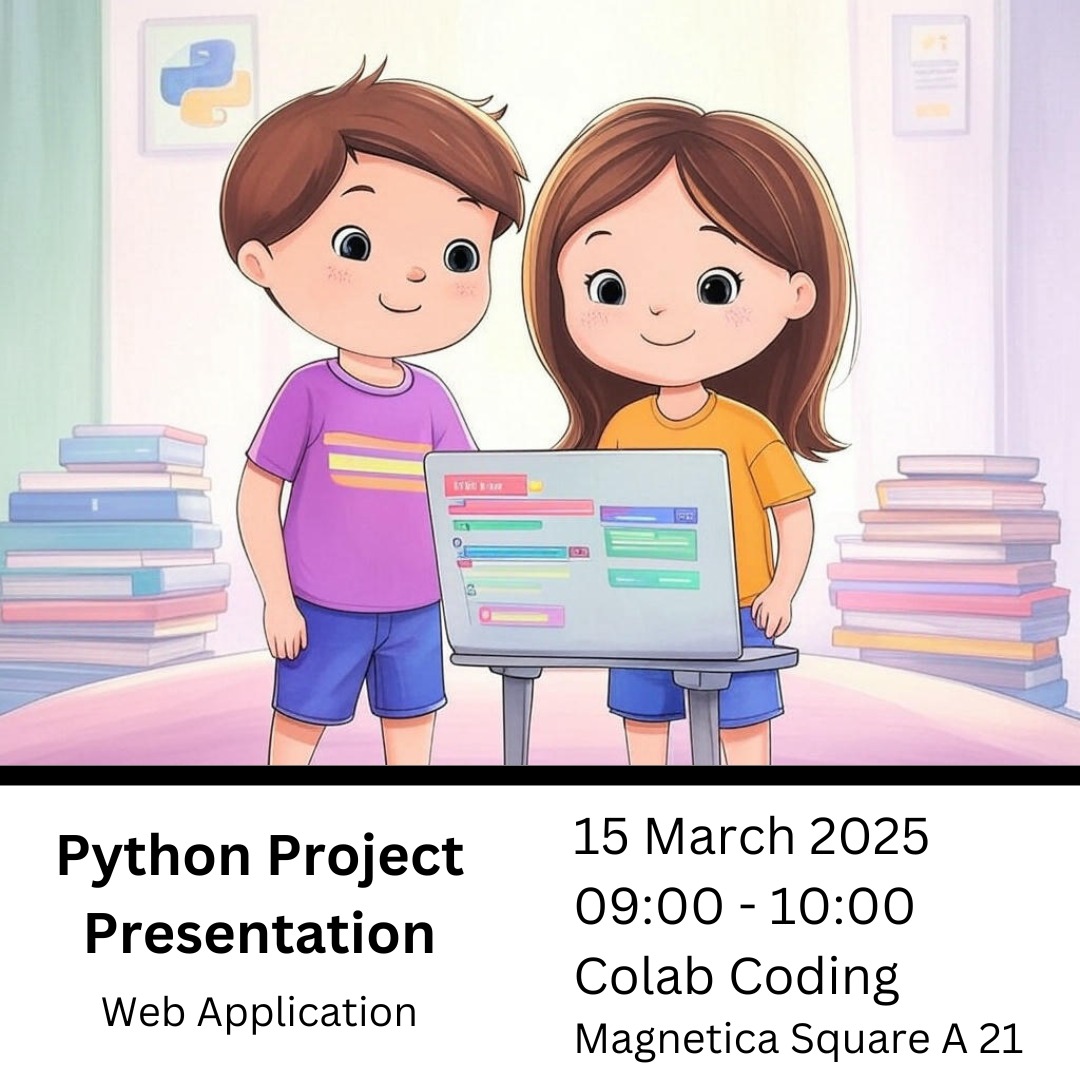 Python Project
Presentation
Web Application
15 March 2025
09:00 - 10:00
Colab Coding
Magnetica Square A 21